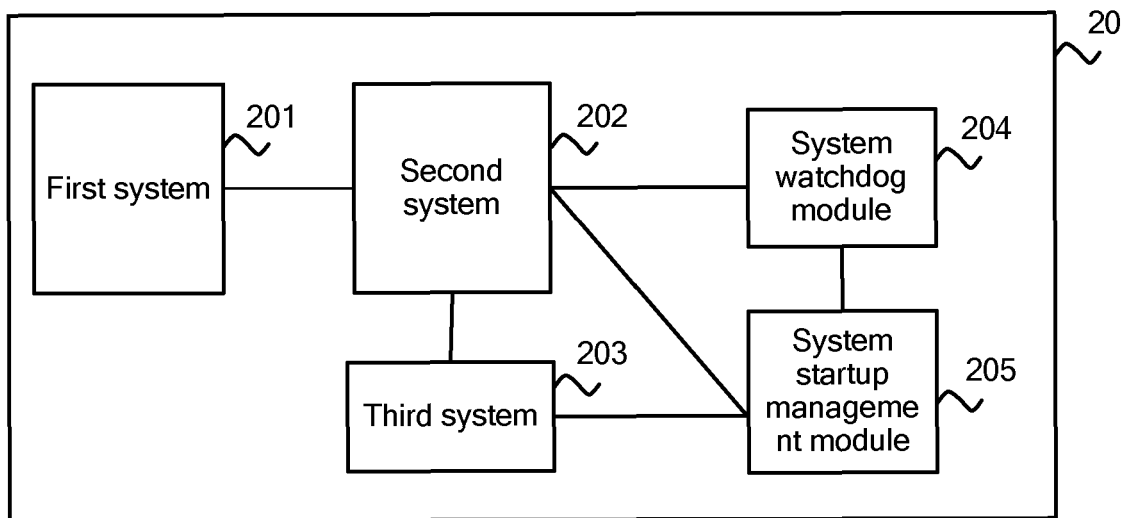 20
201
First system
202
Second
system
204
System
watchdog
module
203
Third system
205
System
startup
manageme
nt module